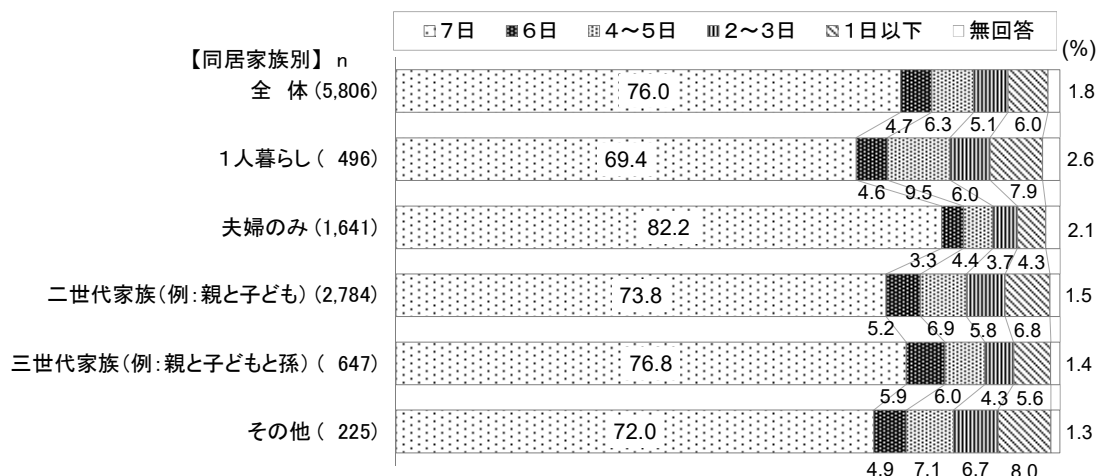 7日 6日 4～5日 2～3日 1日以下 無回答
(%)
【同居家族別】 n
全 体 (5,806) 76.0 1.8
4.7 6.3 5.1 6.0
1人暮らし ( 496) 69.4 2.6
4.6 9.5 6.0 7.9
夫婦のみ (1,641) 82.2 2.1
3.3 4.4 3.7 4.3
二世代家族(例：親と子ども) (2,784) 73.8 1.5
5.2 6.9 5.8 6.8
三世代家族(例：親と子どもと孫) ( 647) 76.8 1.4
5.9 6.0 4.3 5.6
その他 ( 225) 72.0 1.3
4.9 7.1 6.7 8.0